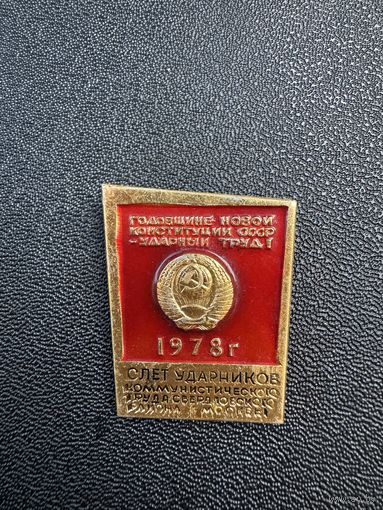 ГОДОВЩИНЕ НОВОЙ
КОНСТИТУЦИИ СССР
-УДАРНЫЙ ТРУД!
1978г
СЛЕТ УДАРНИКОВ
КОММУНИСТИЧЕСКОГО
ТРУДА СВЕРДЛОВСКОГО
РАЙОНА Г МОСКВЫ